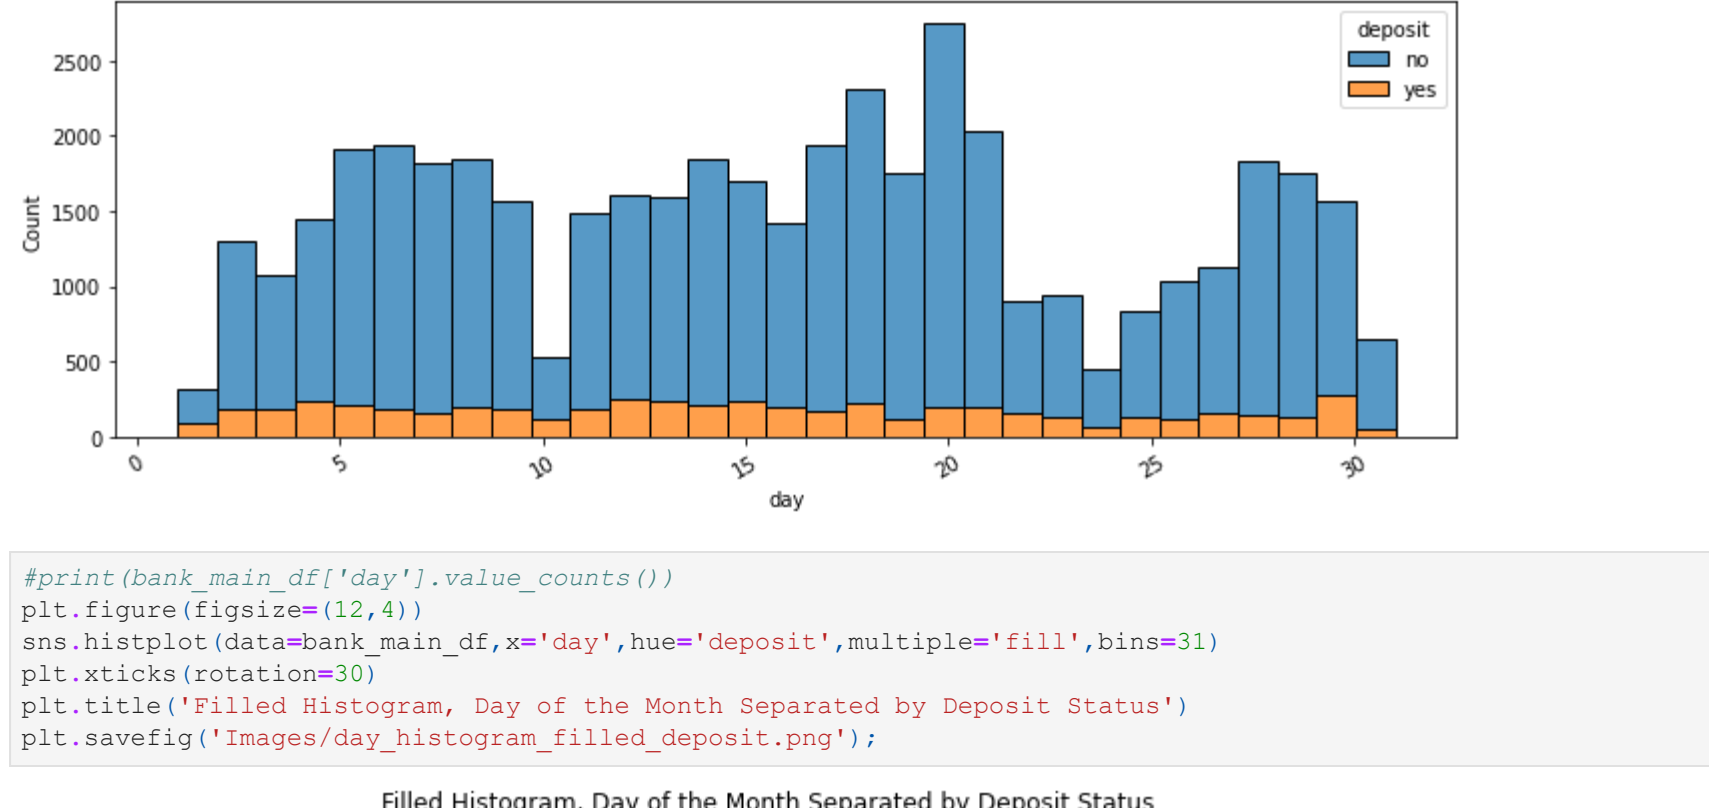 deposit
no
yes
2500
2000
1500
1000
500
0
Count
0 5 10 15 20 25 30
day
#print(bank_main_df['day'].value_counts())
plt.figure(figsize=(12,4))
sns.histplot(data=bank_main_df,x='day',hue='deposit',multiple='fill',bins=31)
plt.xticks(rotation=30)
plt.title('Filled Histogram, Day of the Month Separated by Deposit Status')
plt.savefig('Images/day_histogram_filled_deposit.png');
Filled Histogram, Day of the Month Separated by Deposit Status